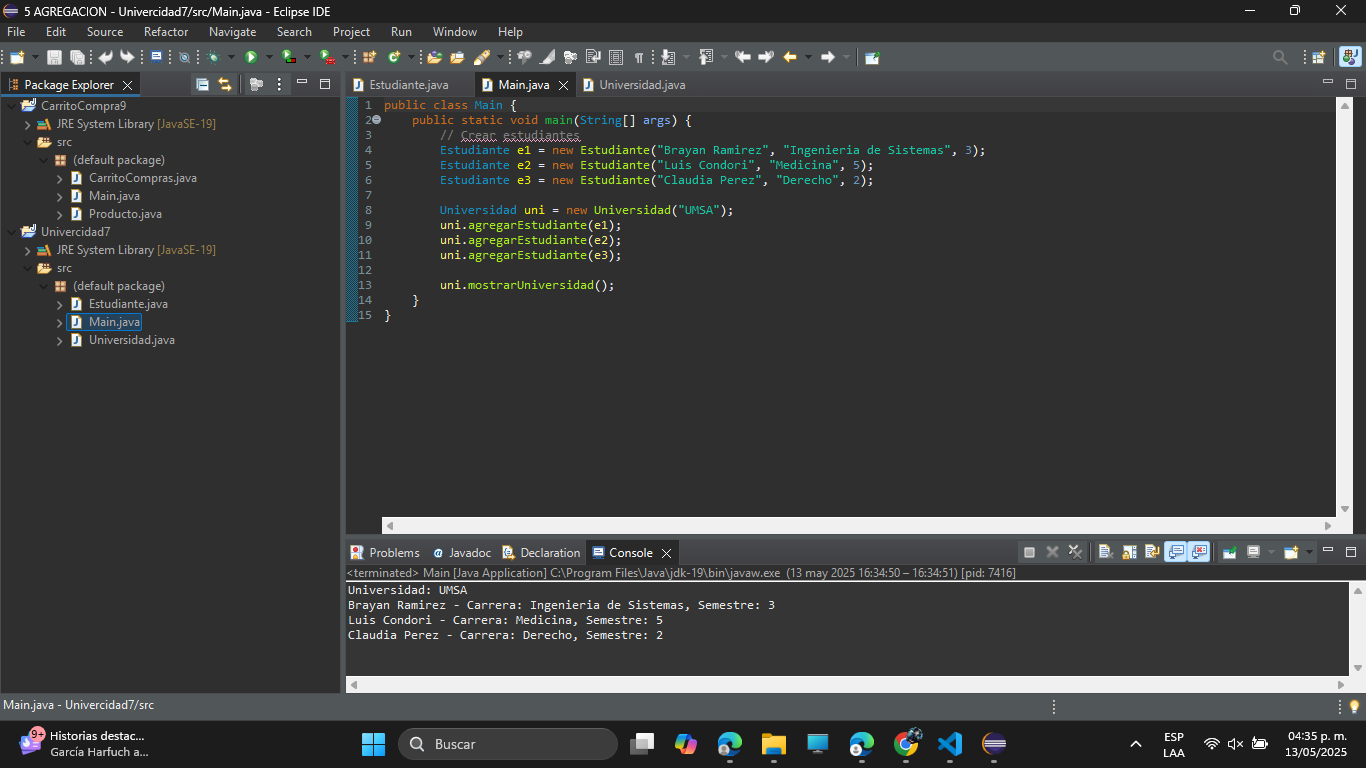 5 AGREGACION - Univercidad7/src/Main.java - Eclipse IDE
File Edit Source Refactor Navigate Search Project Run Window Help
Package Explorer
CarritoCompra9
JRE System Library [JavaSE-19]
src
(default package)
CarritoCompras.java
Main.java
Producto.java
Univercidad7
JRE System Library [JavaSE-19]
src
(default package)
Estudiante.java
Main.java
Universidad.java
Estudiante.java Main.java Universidad.java
1 public class Main {
2 public static void main(String[] args) {
3 // Crear estudiantes
4 Estudiante e1 = new Estudiante("Brayan Ramirez", "Ingenieria de Sistemas", 3);
5 Estudiante e2 = new Estudiante("Luis Condori", "Medicina", 5);
6 Estudiante e3 = new Estudiante("Claudia Perez", "Derecho", 2);
7
8 Universidad uni = new Universidad("UMSA");
9 uni.agregarEstudiante(e1);
10 uni.agregarEstudiante(e2);
11 uni.agregarEstudiante(e3);
12
13 uni.mostrarUniversidad();
14 }
15 }
Problems @ Javadoc Declaration Console
<terminated> Main [Java Application] C:\Program Files\Java\jdk-19\bin\javaw.exe (13 may 2025 16:34:50 – 16:34:51) [pid: 7416]
Universidad: UMSA
Brayan Ramirez - Carrera: Ingenieria de Sistemas, Semestre: 3
Luis Condori - Carrera: Medicina, Semestre: 5
Claudia Perez - Carrera: Derecho, Semestre: 2
Main.java - Univercidad7/src
9+
Historias destac...
García Harfuch a...
Buscar
ESP
LAA
04:35 p. m.
13/05/2025